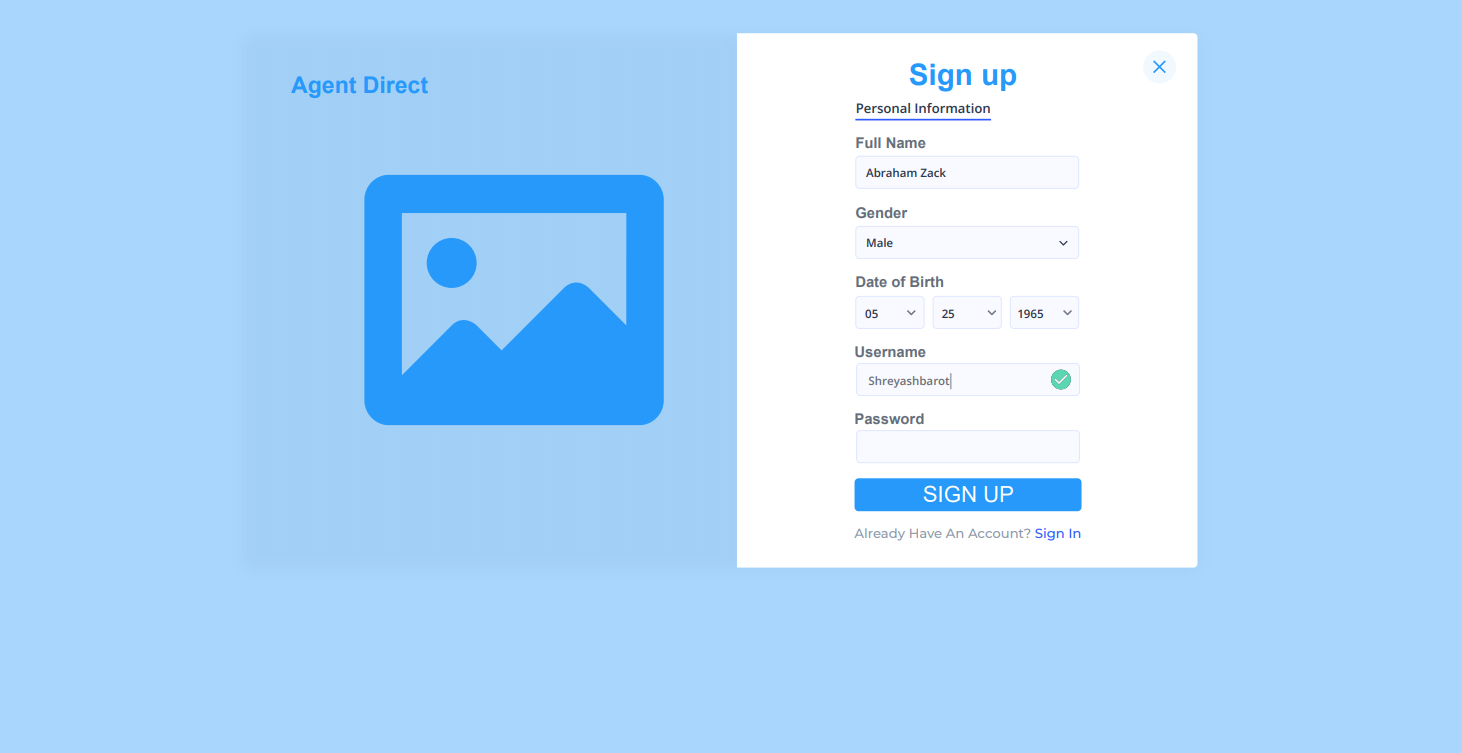 Agent Direct
Sign up
Personal Information
Full Name
Abraham Zack
Gender
Male
Date of Birth
05 25 1965
Username
Shreyashbarot
Password
SIGN UP
Already Have An Account? Sign In